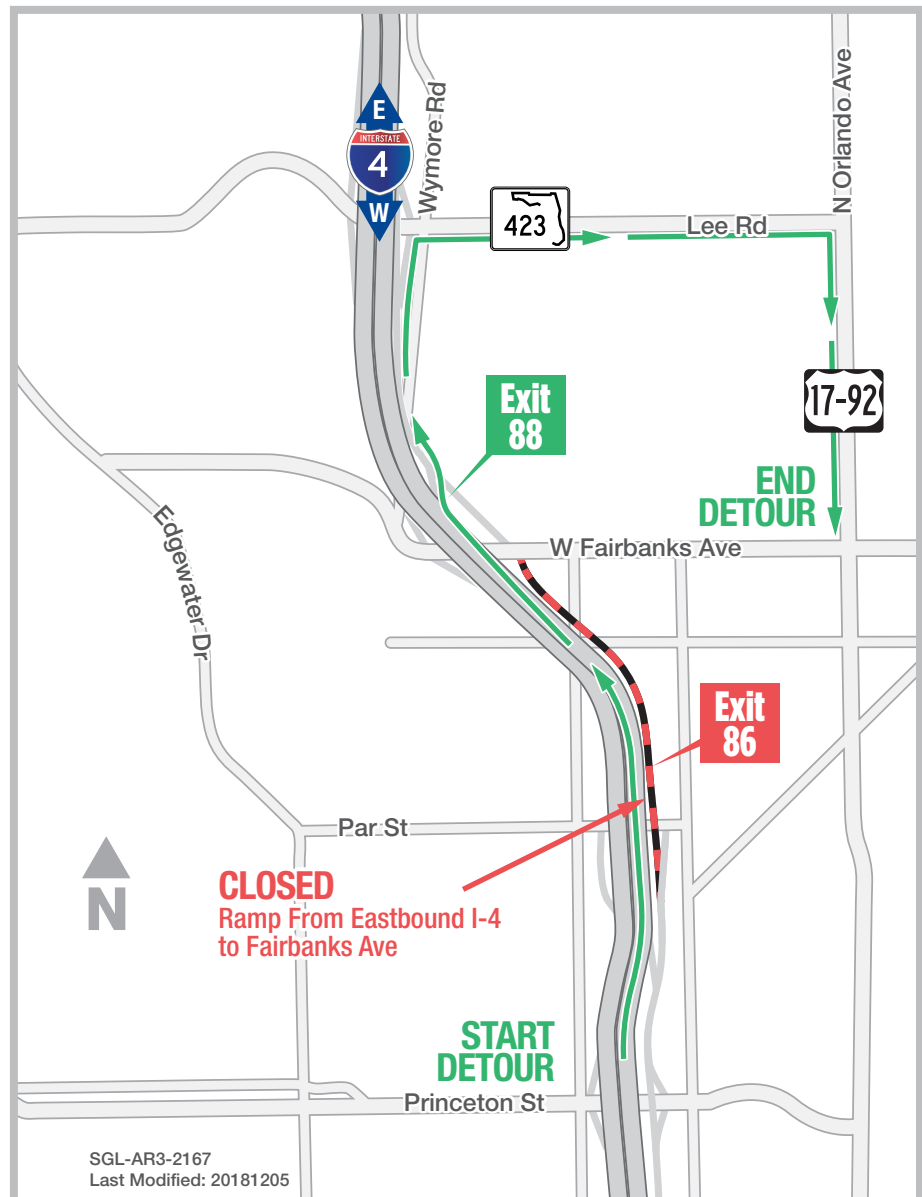 E
INTERSTATE
4
W
Wymore Rd
N Orlando Ave
423
Lee Rd
17-92
Exit
88
END
DETOUR
W Fairbanks Ave
Edgewater Dr
Exit
86
Par St
N
CLOSED
Ramp From Eastbound I-4
to Fairbanks Ave
START
DETOUR
Princeton St
SGL-AR3-2167
Last Modified: 20181205